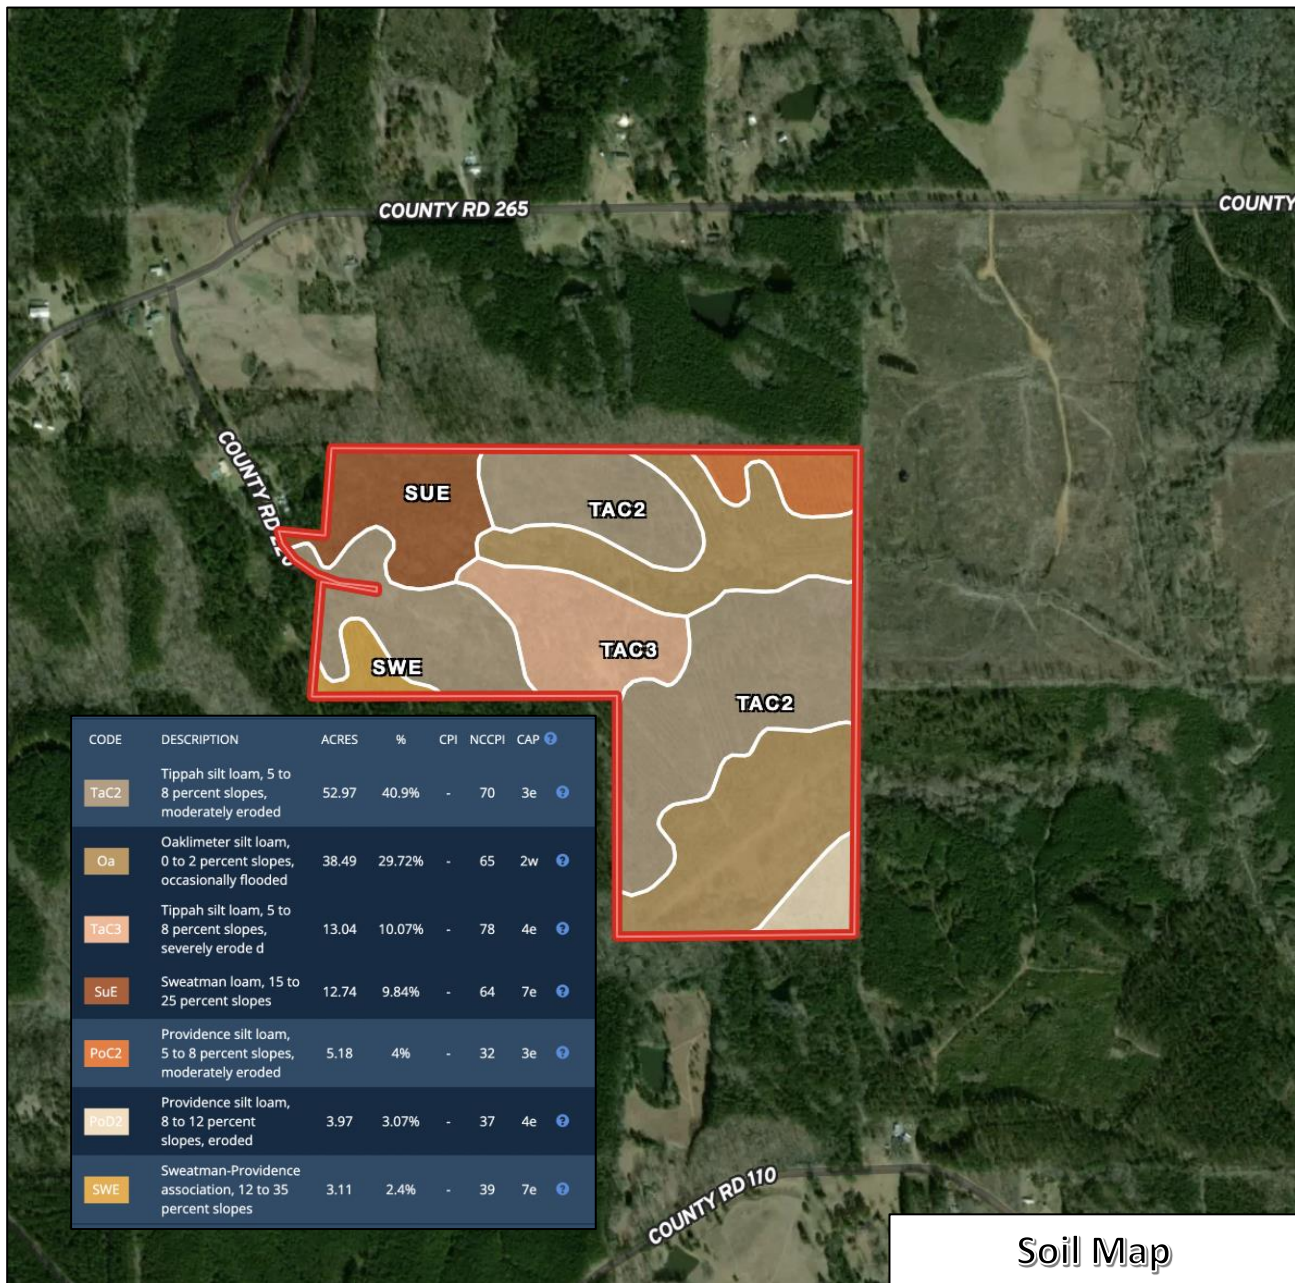 COUNTY RD 265
COUNTY
COUNTY RD 22
SUE
TAC2
TAC3
SWE
TAC2
CODE DESCRIPTION ACRES % CPI NCCPI CAP ?
Tippah silt loam, 5 to
TaC2 8 percent slopes, 52.97 40.9% - 70 3e ?
moderately eroded
Oaklimeter silt loam,
Oa 0 to 2 percent slopes, 38.49 29.72% - 65 2w ?
occasionally flooded
Tippah silt loam, 5 to
TaC3 8 percent slopes, 13.04 10.07% - 78 4e ?
severely erode d
SuE Sweatman loam, 15 to 12.74 9.84% - 64 7e ?
25 percent slopes
Providence silt loam,
PoC2 5 to 8 percent slopes, 5.18 4% - 32 3e ?
moderately eroded
Providence silt loam,
PoD2 8 to 12 percent 3.97 3.07% - 37 4e ?
slopes, eroded
Sweatman-Providence
SWE association, 12 to 35 3.11 2.4% - 39 7e ?
percent slopes
COUNTY RD 110
Soil Map